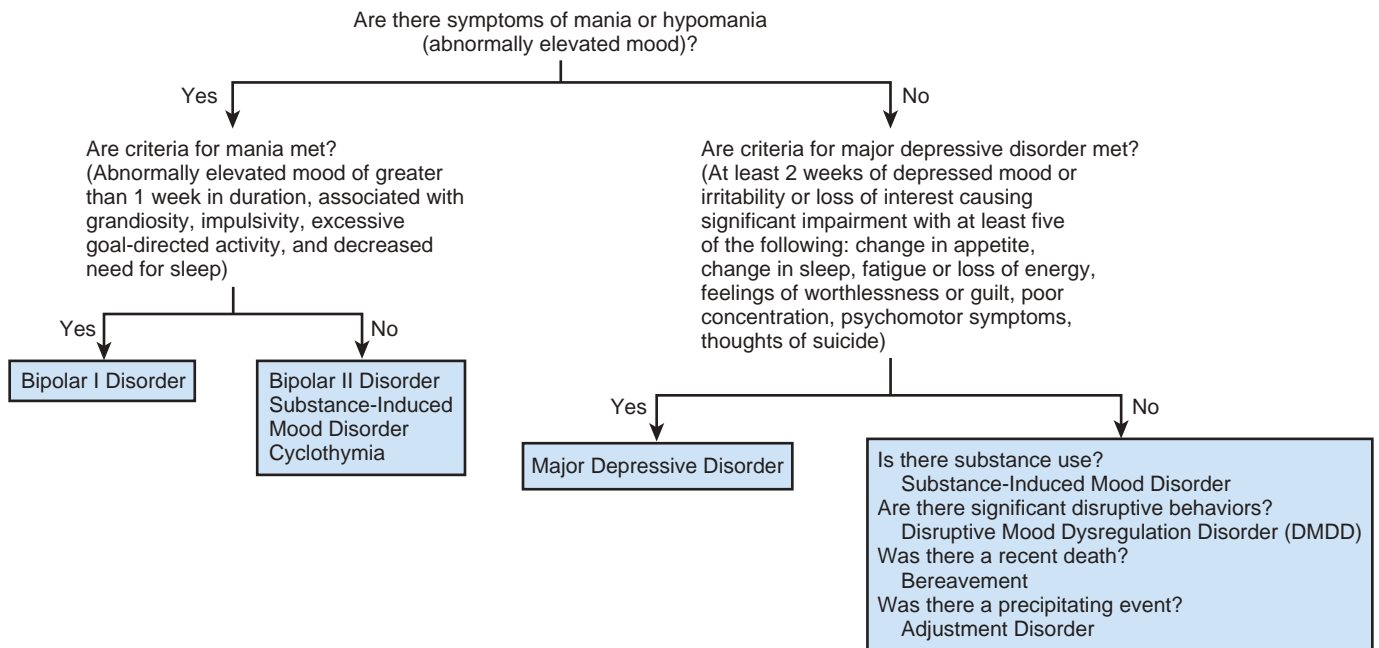 Are there symptoms of mania or hypomania
(abnormally elevated mood)?
Yes
No
Are criteria for mania met?
(Abnormally elevated mood of greater
than 1 week in duration, associated with
grandiosity, impulsivity, excessive
goal-directed activity, and decreased
need for sleep)
Are criteria for major depressive disorder met?
(At least 2 weeks of depressed mood or
irritability or loss of interest causing
significant impairment with at least five
of the following: change in appetite,
change in sleep, fatigue or loss of energy,
feelings of worthlessness or guilt, poor
concentration, psychomotor symptoms,
thoughts of suicide)
Yes
No
Bipolar I Disorder
Bipolar II Disorder
Substance-Induced
Mood Disorder
Cyclothymia
Yes
No
Major Depressive Disorder
Is there substance use?
Substance-Induced Mood Disorder
Are there significant disruptive behaviors?
Disruptive Mood Dysregulation Disorder (DMDD)
Was there a recent death?
Bereavement
Was there a precipitating event?
Adjustment Disorder